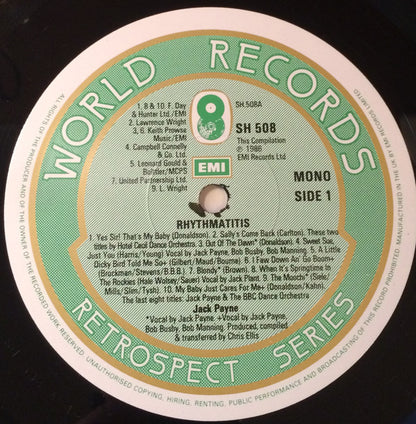 WORLD RECORDS
ALL RIGHTS OF THE PRODUCER AND OF THE OWNER OF THE RECORDED WORK RESERVED. UNAUTHORISED COPYING, HIRING, RENTING, PUBLIC PERFORMANCE AND BROADCASTING OF THIS RECORD PROHIBITED. MANUFACTURED IN THE UK BY EMI RECORDS LIMITED.
1, 8 & 10. F. Day
& Hunter Ltd./EMI
2. Lawrence Wright
3, 6. Keith Prowse
Music/EMI
4. Campbell Connelly
& Co. Ltd.
5. Leonard Gould &
Bolstler/MCPS
7. United Partnership Ltd.
9. L. Wright
EMI
SH 508A
SH 508
This Compilation
℗ 1986
EMI Records Ltd
MONO
SIDE 1
RHYTHMATITIS
1. Yes Sir! That's My Baby (Donaldson). 2. Sally's Come Back (Carlton). These two
titles by Hotel Cecil Dance Orchestra. 3. Out Of The Dawn* (Donaldson). 4. Sweet Sue,
Just You (Harris/Young) Vocal by Jack Payne, Bob Busby, Bob Manning. 5. A Little
Dicky Bird Told Me So+ (Gilbert/Maud/Bourne). 6. I Few Down An' Go Boom+
(Brockman/Stevens/B.B.B.). 7. Blondy* (Brown). 8. When It's Springtime In
The Rockies (Hale Wolsey/Sauer) Vocal by Jack Plant. 9. The Mooch* (Siele/
Mills/Slim/Tysh). 10. My Baby Just Cares For Me+ (Donaldson/Kahn).
The last eight titles: Jack Payne & The BBC Dance Orchestra
Jack Payne
*Vocal by Jack Payne. +Vocal by Jack Payne,
Bob Busby, Bob Manning. Produced, compiled
& transferred by Chris Ellis
RETROSPECT SERIES